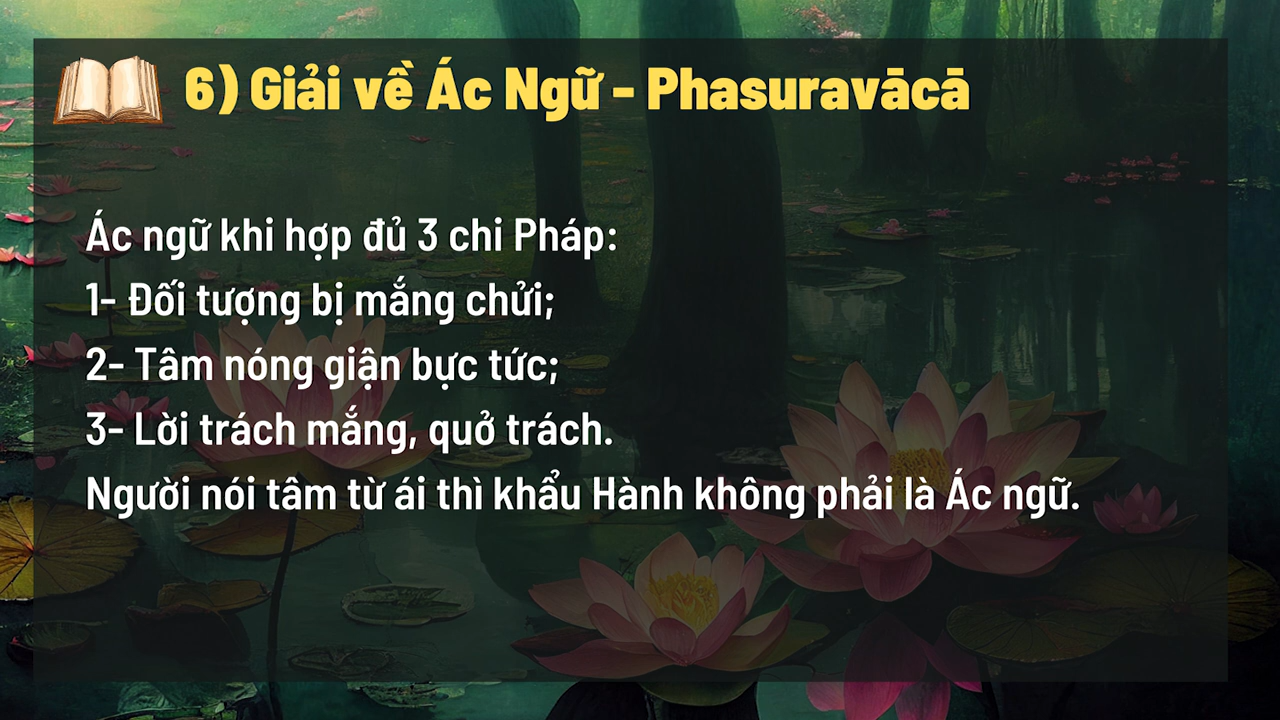 6) Giải về Ác Ngữ - Phasuravācā
Ác ngữ khi hợp đủ 3 chi Pháp:
1- Đối tượng bị mắng chửi;
2- Tâm nóng giận bực tức;
3- Lời trách mắng, quở trách.
Người nói tâm từ ái thì khẩu Hành không phải là Ác ngữ.